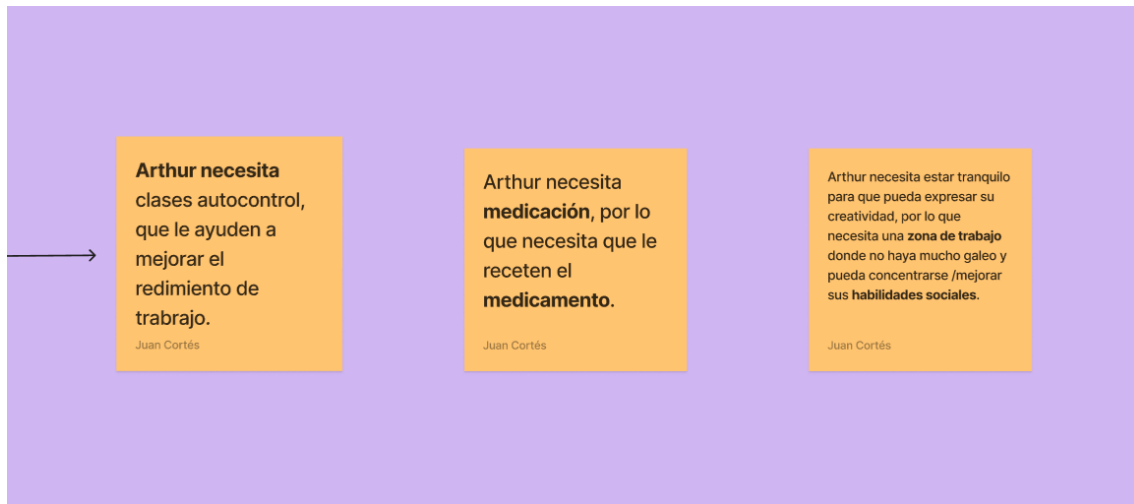 Arthur necesita
clases autocontrol,
que le ayuden a
mejorar el
redimiento de
trabrajo.
Juan Cortés
Arthur necesita
medicación, por lo
que necesita que le
receten el
medicamento.
Juan Cortés
Arthur necesita estar tranquilo
para que pueda expresar su
creatividad, por lo que
necesita una zona de trabajo
donde no haya mucho galeo y
pueda concentrarse /mejorar
sus habilidades sociales.
Juan Cortés